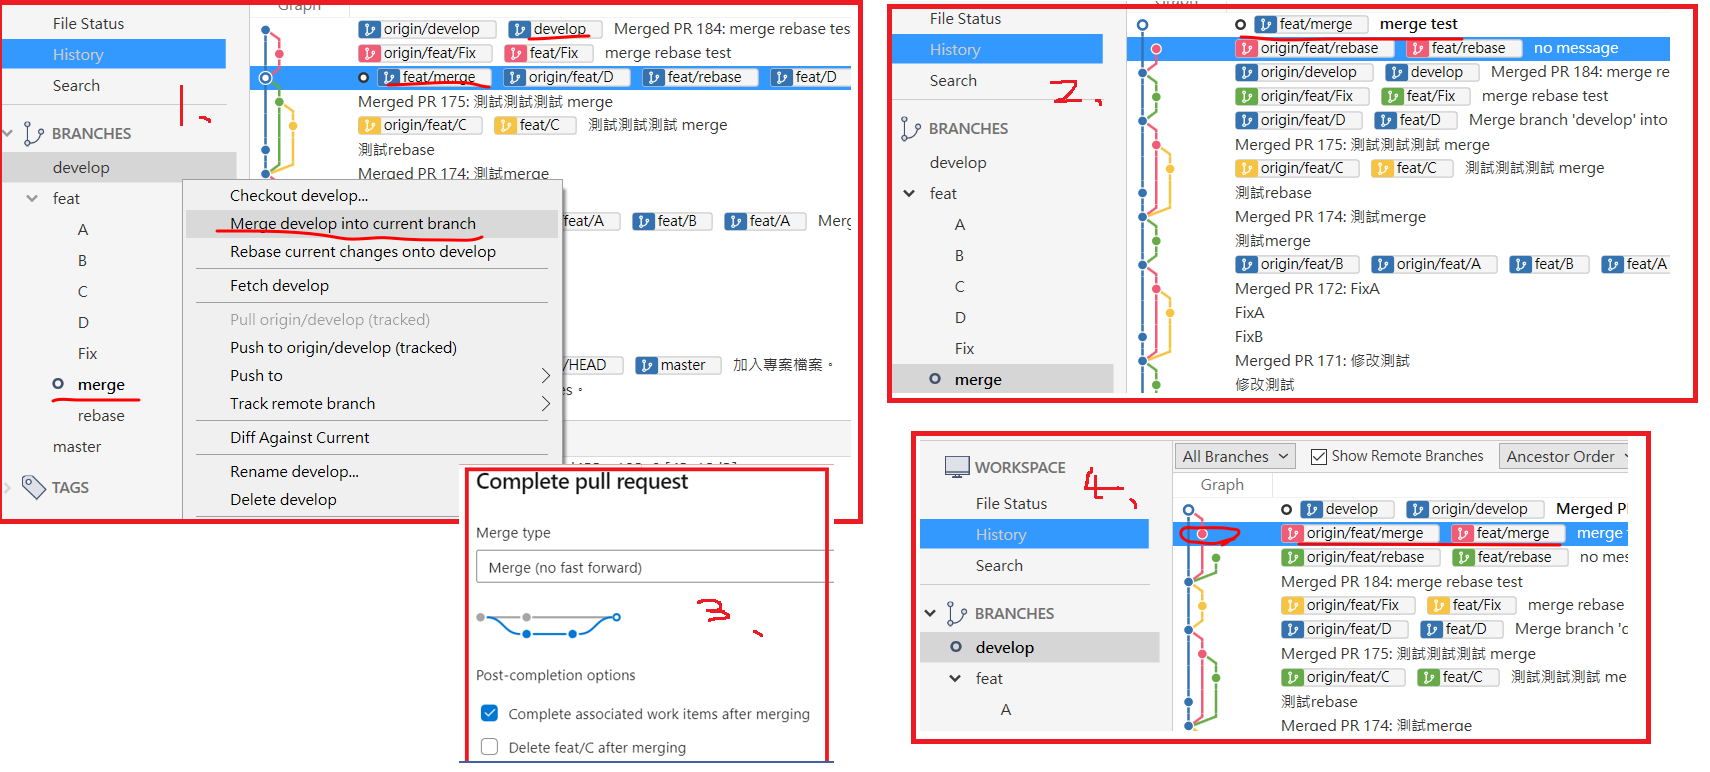 Graph
File Status
origin/develop develop Merged PR 184: merge rebase tes
History
origin/feat/Fix feat/Fix merge rebase test
feat/merge origin/feat/D feat/rebase feat/D
Search
Merged PR 175: 測試測試測試 merge
1、
origin/feat/C feat/C 測試測試測試 merge
BRANCHES
測試rebase
develop
Merged PR 174: 測試merge
feat
Checkout develop...
A
Merge develop into current branch
feat/A feat/B feat/A Merg
B
Rebase current changes onto develop
C
Fetch develop
D
Pull origin/develop (tracked)
Fix
Push to origin/develop (tracked)
/HEAD master 加入專案檔案。
merge
Push to
es。
rebase
Track remote branch
master
Diff Against Current
Rename develop...
TAGS
Delete develop
Graph
File Status
feat/merge merge test
History
origin/feat/rebase feat/rebase no message
origin/develop develop Merged PR 184: merge re
Search
2、
origin/feat/Fix feat/Fix merge rebase test
BRANCHES
origin/feat/D feat/D Merge branch 'develop' into
Merged PR 175: 測試測試測試 merge
develop
origin/feat/C feat/C 測試測試測試 merge
feat
測試rebase
A
Merged PR 174: 測試merge
測試merge
B
origin/feat/B origin/feat/A feat/B feat/A
C
Merged PR 172: FixA
D
FixA
FixB
Fix
Merged PR 171: 修改測試
merge
修改測試
Complete pull request
Merge type
Merge (no fast forward)
3、
Post-completion options
Complete associated work items after merging
Delete feat/C after merging
All Branches Show Remote Branches Ancestor Order
WORKSPACE
4、
Graph
File Status
develop origin/develop Merged P
History
origin/feat/merge feat/merge merge
Search
origin/feat/rebase feat/rebase no mes
Merged PR 184: merge rebase test
BRANCHES
origin/feat/Fix feat/Fix merge rebase
origin/feat/D feat/D Merge branch 'c
develop
Merged PR 175: 測試測試測試 merge
feat
origin/feat/C feat/C 測試測試測試 me
測試rebase
A
Merged PR 174: 測試merge